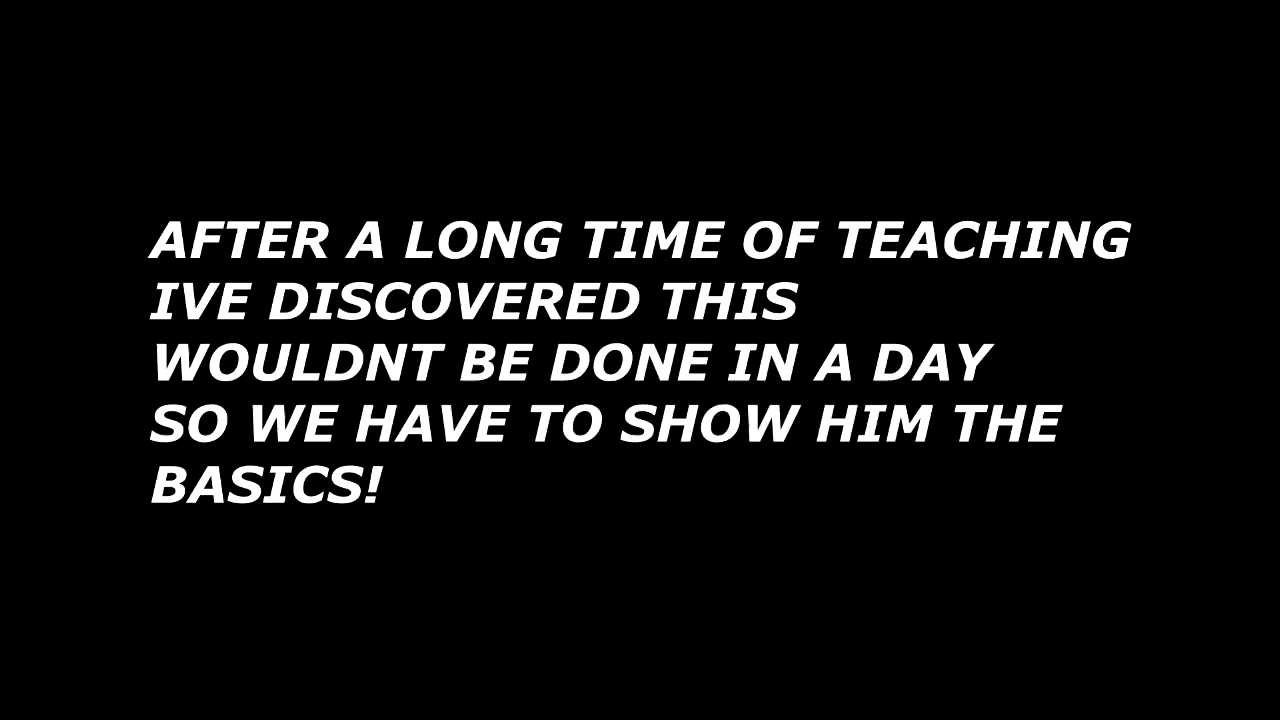 AFTER A LONG TIME OF TEACHING
IVE DISCOVERED THIS
WOULDNT BE DONE IN A DAY
SO WE HAVE TO SHOW HIM THE
BASICS!